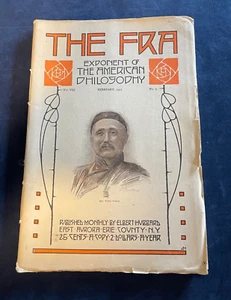 THE FRA
EXPONENT OF
THE AMERICAN
PHILOSOPHY
PUBLISHED MONTHLY BY ELBERT HUBBARD
EAST AURORA ERIE COUNTY N.Y.
25 CENTS A COPY 2 DOLLARS A YEAR